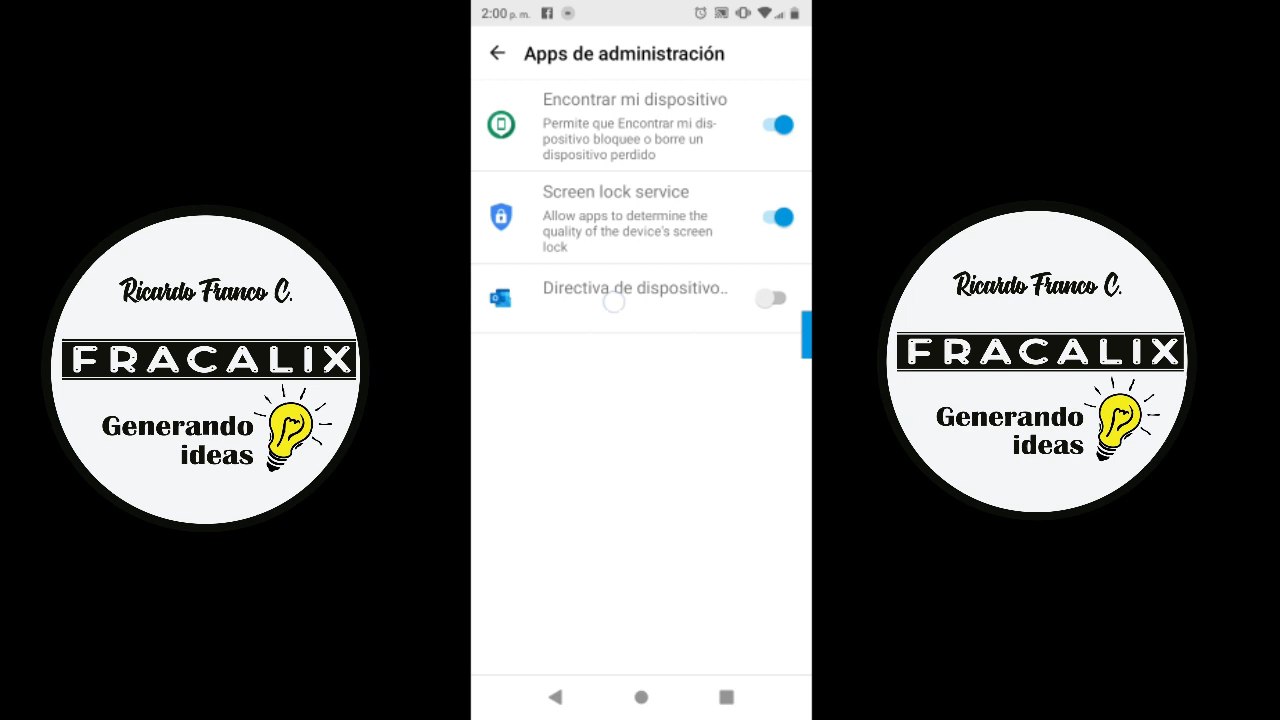 Ricardo Franco C.
FRACALIX
Generando
ideas
2:00 p. m.
Apps de administración
Encontrar mi dispositivo
Permite que Encontrar mi dis-
positivo bloquee o borre un
dispositivo perdido
Screen lock service
Allow apps to determine the
quality of the device's screen
lock
Directiva de dispositivo..
Ricardo Franco C.
FRACALIX
Generando
ideas